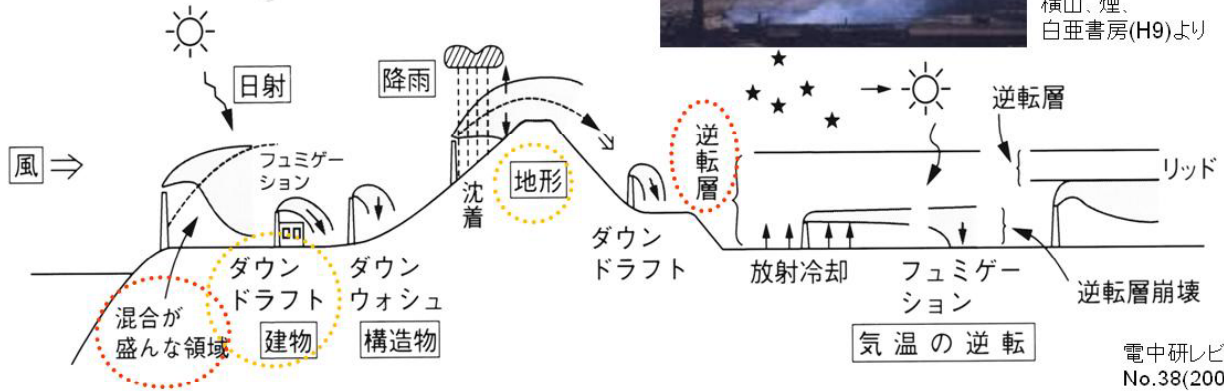 横山、煙、
白亜書房(H9)より
日射
降雨
逆転層
風
フュミゲー
ション
沈着
地形
逆
転
層
リッド
ダウン
ドラフト
建物
ダウン
ウォシュ
構造物
ダウン
ドラフト
放射冷却
フュミゲー
ション
逆転層崩壊
混合が
盛んな領域
気温の逆転
電中研レビ
No.38(200